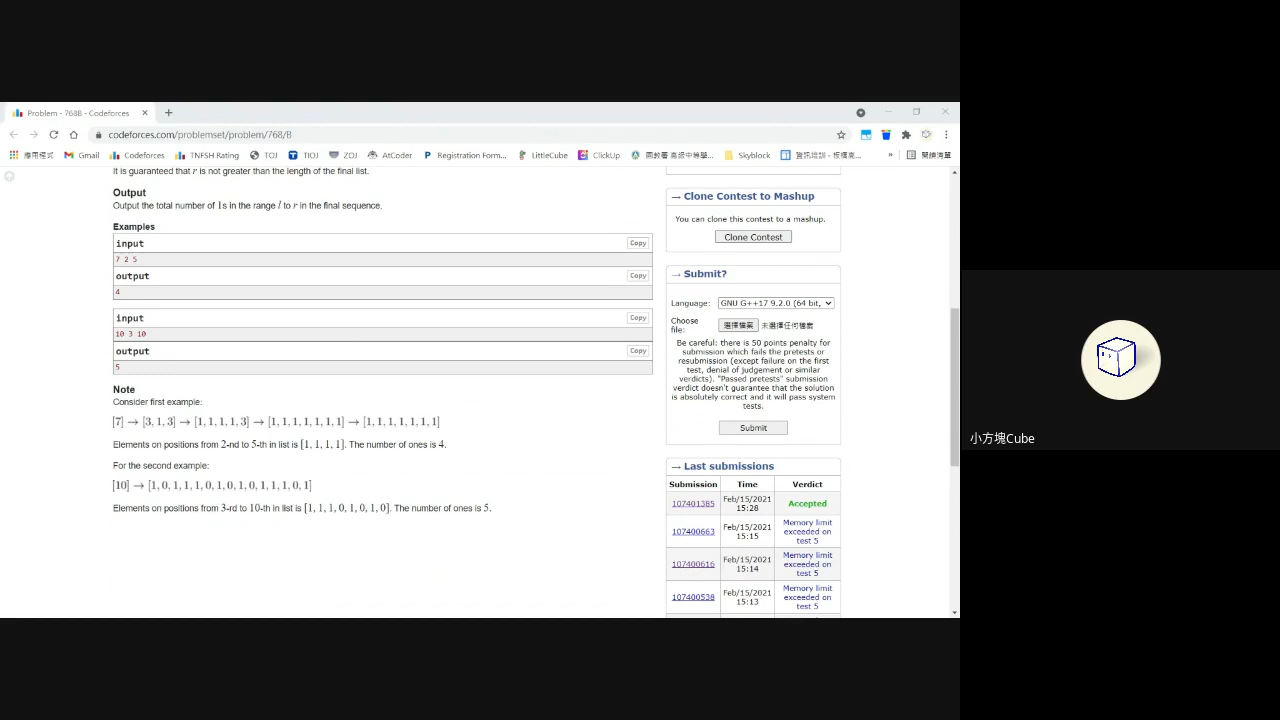 Problem - 768B - Codeforces
codeforces.com/problemset/problem/768/B
應用程式 Gmail Codeforces TNFSH Rating TOJ TIOJ ZOJ AtCoder Registration Form... LittleCube ClickUp Skyblock » 閱讀清單
It is guaranteed that r is not greater than the length of the final list.
Output
Output the total number of 1s in the range l to r in the final sequence.
Examples
input Copy
7 2 5
output Copy
4
input Copy
10 3 10
output Copy
5
Note
Consider first example:
[7] → [3, 1, 3] → [1, 1, 1, 1, 3] → [1, 1, 1, 1, 1, 1, 1] → [1, 1, 1, 1, 1, 1, 1]
Elements on positions from 2-nd to 5-th in list is [1, 1, 1, 1]. The number of ones is 4.
For the second example:
[10] → [1, 0, 1, 1, 1, 0, 1, 0, 1, 0, 1, 1, 1, 0, 1]
Elements on positions from 3-rd to 10-th in list is [1, 1, 1, 0, 1, 0, 1, 0]. The number of ones is 5.
→ Clone Contest to Mashup
You can clone this contest to a mashup.
Clone Contest
→ Submit?
Language: GNU G++17 9.2.0 (64 bit,
Choose file: 選擇檔案 未選擇任何檔案
Be careful: there is 50 points penalty for
submission which fails the pretests or
resubmission (except failure on the first
test, denial of judgement or similar
verdicts). "Passed pretests" submission
verdict doesn't guarantee that the solution
is absolutely correct and it will pass system
tests.
Submit
→ Last submissions
Submission Time Verdict
107401385 Feb/15/2021 15:28 Accepted
107400663 Feb/15/2021 15:15 Memory limit exceeded on test 5
107400616 Feb/15/2021 15:14 Memory limit exceeded on test 5
107400538 Feb/15/2021 15:13 Memory limit exceeded on test 5
小方塊Cube